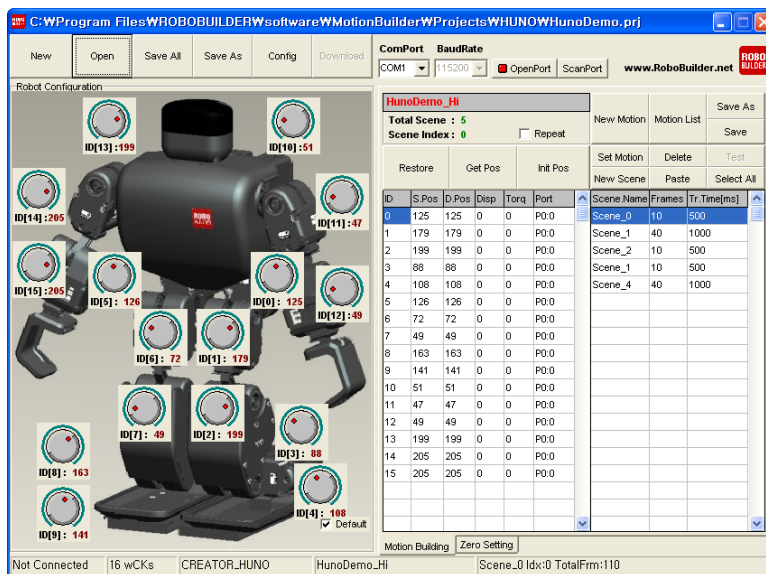 C:₩Program Files₩ROBOBUILDER₩software₩MotionBuilder₩Projects₩HUNO₩HunoDemo.prj
New Open Save All Save As Config Download
ComPort BaudRate
COM1 115200 OpenPort ScanPort www.RoboBuilder.net ROBO BUILDER
Robot Configuration
ID[13]:199
ID[10]:51
ID[14]:205
ID[11]:47
ROBO BUILDER
ID[15]:205
ID[5]: 126
ID[0]: 125
ID[12]:49
ID[6]: 72
ID[1]: 179
ID[7]: 49
ID[2]: 199
ID[3]: 88
ID[8]: 163
ID[4]: 108
Default
ID[9]: 141
HunoDemo_Hi
Total Scene : 5
Scene Index : 0 Repeat
New Motion Motion List Save As
Save
Restore Get Pos Init Pos
Set Motion Delete Test
New Scene Paste Select All
ID S.Pos D.Pos Disp Torq Port
0 125 125 0 0 P0:0
1 179 179 0 0 P0:0
2 199 199 0 0 P0:0
3 88 88 0 0 P0:0
4 108 108 0 0 P0:0
5 126 126 0 0 P0:0
6 72 72 0 0 P0:0
7 49 49 0 0 P0:0
8 163 163 0 0 P0:0
9 141 141 0 0 P0:0
10 51 51 0 0 P0:0
11 47 47 0 0 P0:0
12 49 49 0 0 P0:0
13 199 199 0 0 P0:0
14 205 205 0 0 P0:0
15 205 205 0 0 P0:0
Scene.Name Frames Tr.Time[ms]
Scene_0 10 500
Scene_1 40 1000
Scene_2 10 500
Scene_1 10 500
Scene_4 40 1000
Motion Building Zero Setting
Not Connected 16 wCKs CREATOR_HUNO HunoDemo_Hi Scene_0 Idx:0 TotalFrm:110